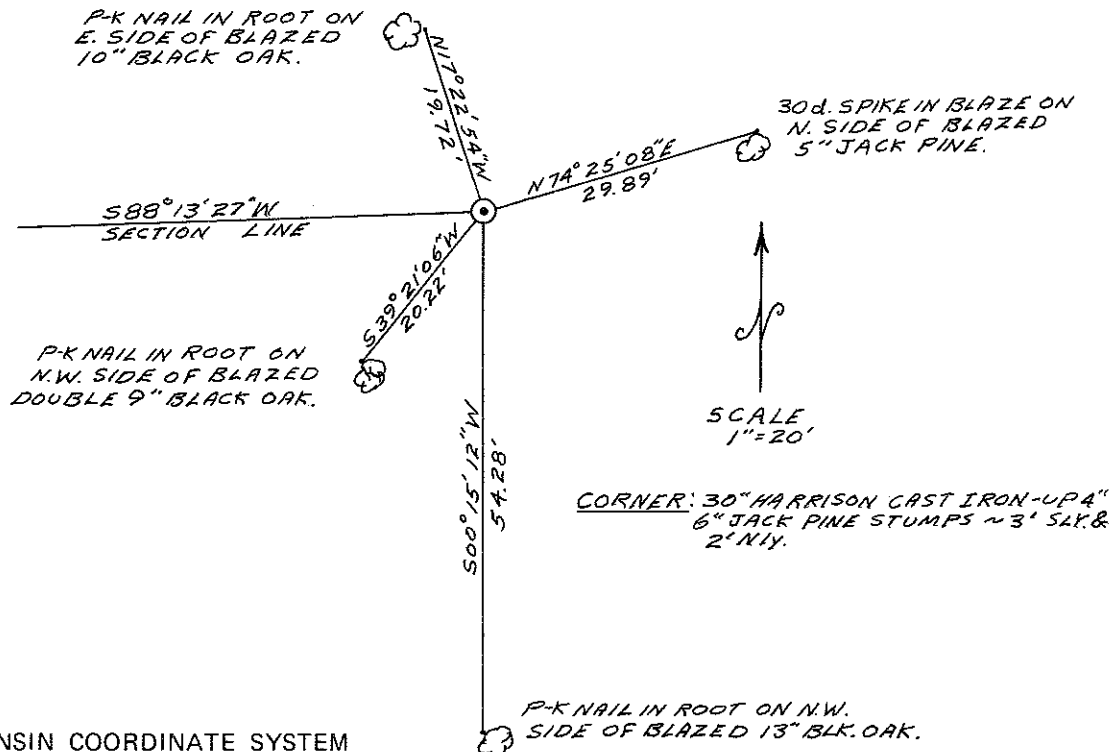 P-K NAIL IN ROOT ON
E. SIDE OF BLAZED
10" BLACK OAK.
N17°22'54"W
19.72'
30d. SPIKE IN BLAZE ON
N. SIDE OF BLAZED
5" JACK PINE.
N74°25'08"E
29.89'
S88°13'27"W
SECTION LINE
S39°21'06"W
20.22'
P-K NAIL IN ROOT ON
N.W. SIDE OF BLAZED
DOUBLE 9" BLACK OAK.
SCALE
1"=20'
S00°15'12"W
54.28'
CORNER: 30" HARRISON CAST IRON-UP 4"
6" JACK PINE STUMPS ~3' SLY. &
2' Nly.
P-K NAIL IN ROOT ON N.W.
SIDE OF BLAZED 13" BLK. OAK.
NSIN COORDINATE SYSTEM